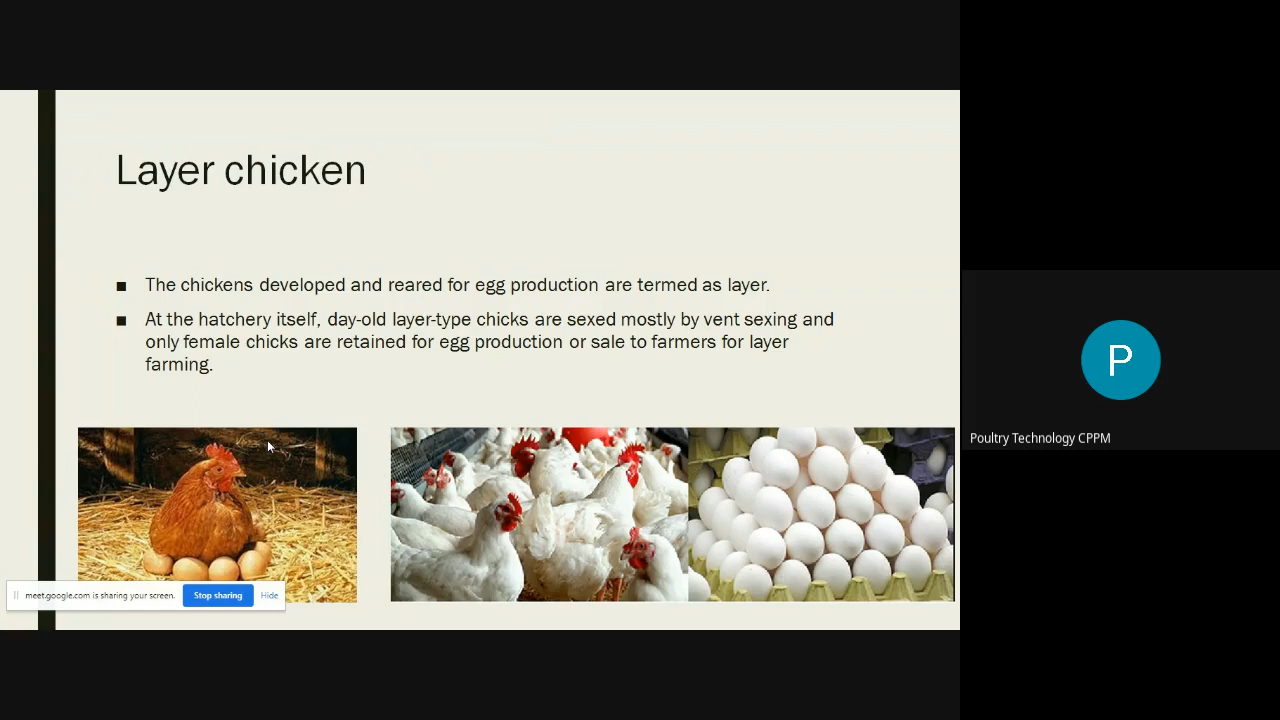 Layer chicken
■ The chickens developed and reared for egg production are termed as layer.
■ At the hatchery itself, day-old layer-type chicks are sexed mostly by vent sexing and
only female chicks are retained for egg production or sale to farmers for layer
farming.
meet.google.com is sharing your screen. Stop sharing Hide
P
Poultry Technology CPPM